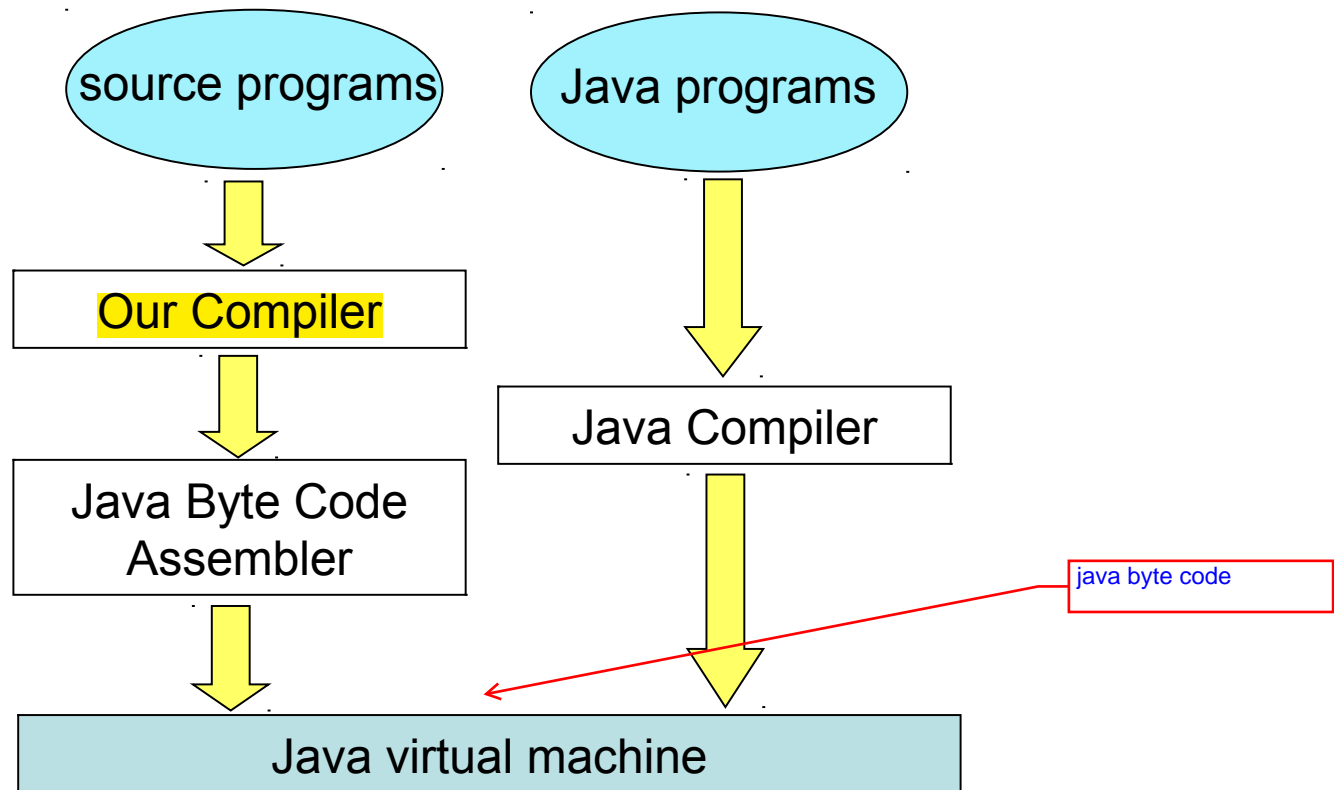 source programs
Java programs
Our Compiler
Java Compiler
Java Byte Code
Assembler
java byte code
Java virtual machine